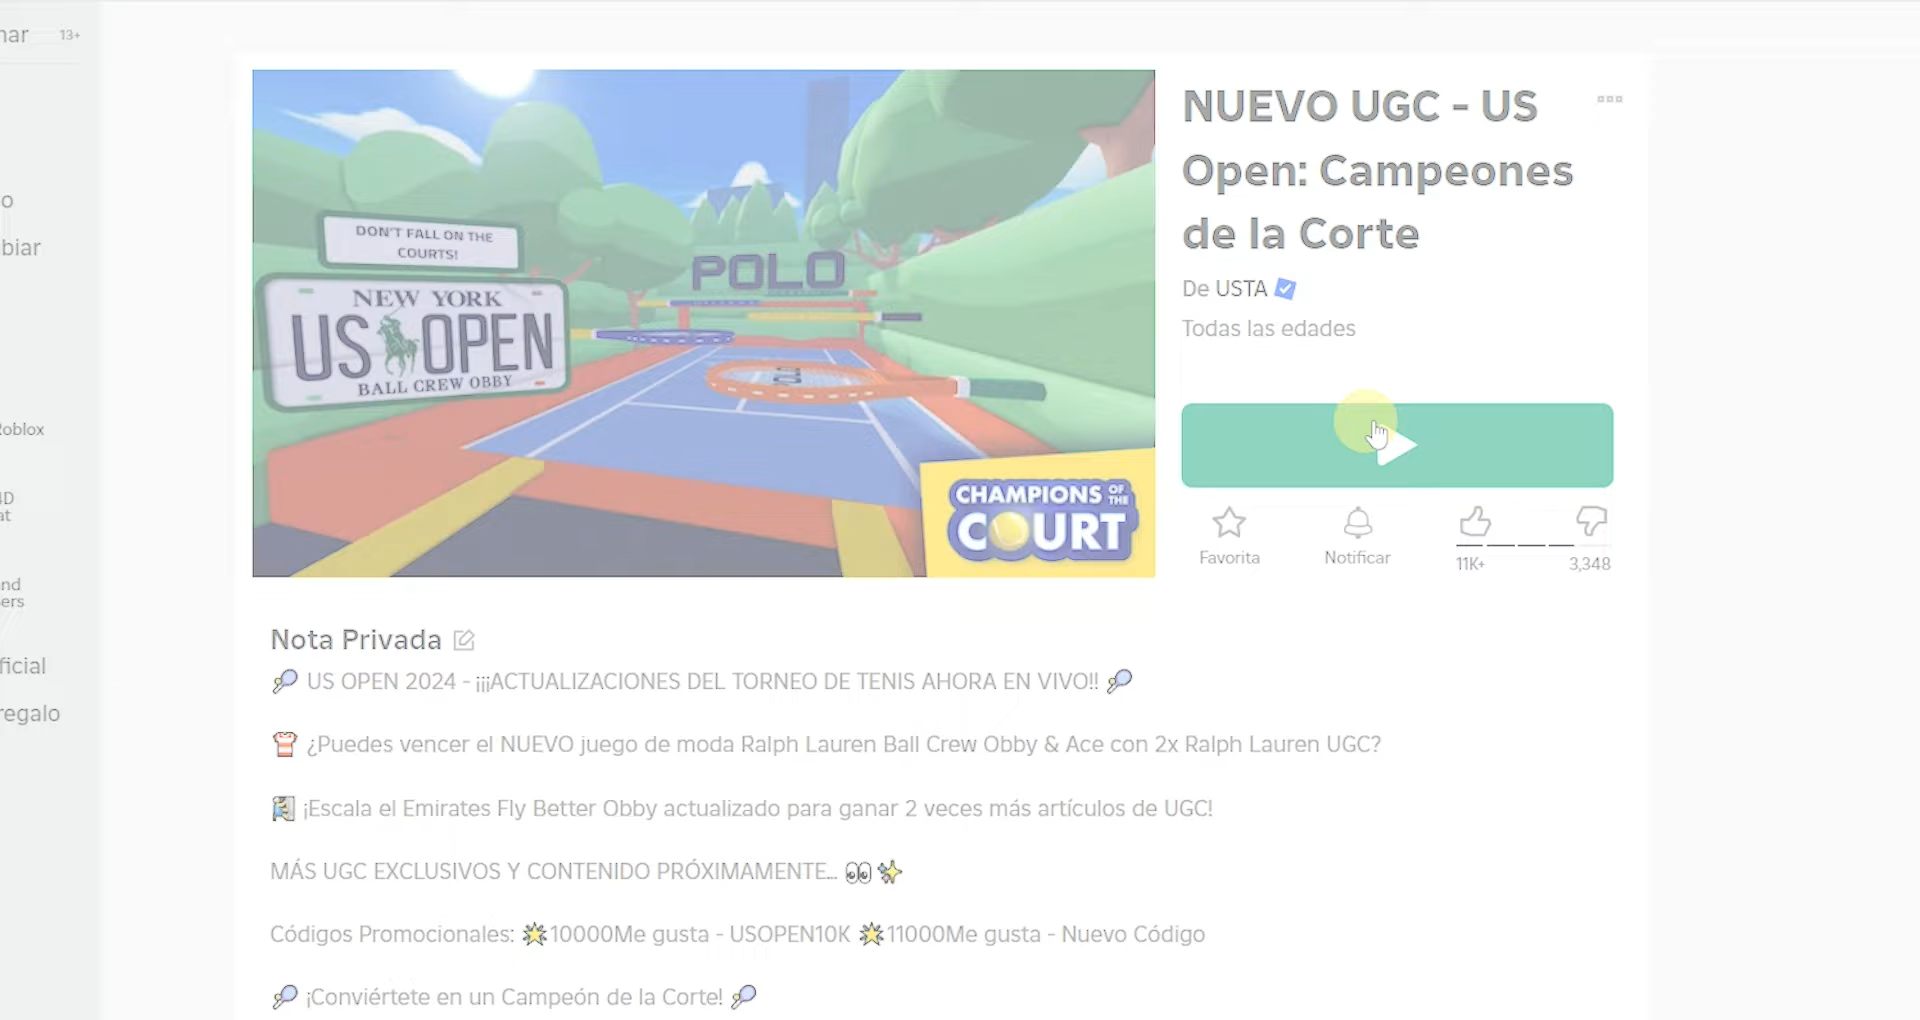 13+
biar
DON'T FALL ON THE
COURTS!
NEW YORK
US OPEN
BALL CREW OBBY
POLO
CHAMPIONS OF THE
COURT
NUEVO UGC - US
Open: Campeones
de la Corte
De USTA
Todas las edades
Favorita
Notificar
11K+
3,348
oblox
4D
at
nd
ers
ficial
regalo
Nota Privada
US OPEN 2024 - ¡¡¡ACTUALIZACIONES DEL TORNEO DE TENIS AHORA EN VIVO!!
¿Puedes vencer el NUEVO juego de moda Ralph Lauren Ball Crew Obby & Ace con 2x Ralph Lauren UGC?
¡Escala el Emirates Fly Better Obby actualizado para ganar 2 veces más artículos de UGC!
MÁS UGC EXCLUSIVOS Y CONTENIDO PRÓXIMAMENTE...
Códigos Promocionales: 10000Me gusta - USOPEN10K 11000Me gusta - Nuevo Código
¡Conviértete en un Campeón de la Corte!